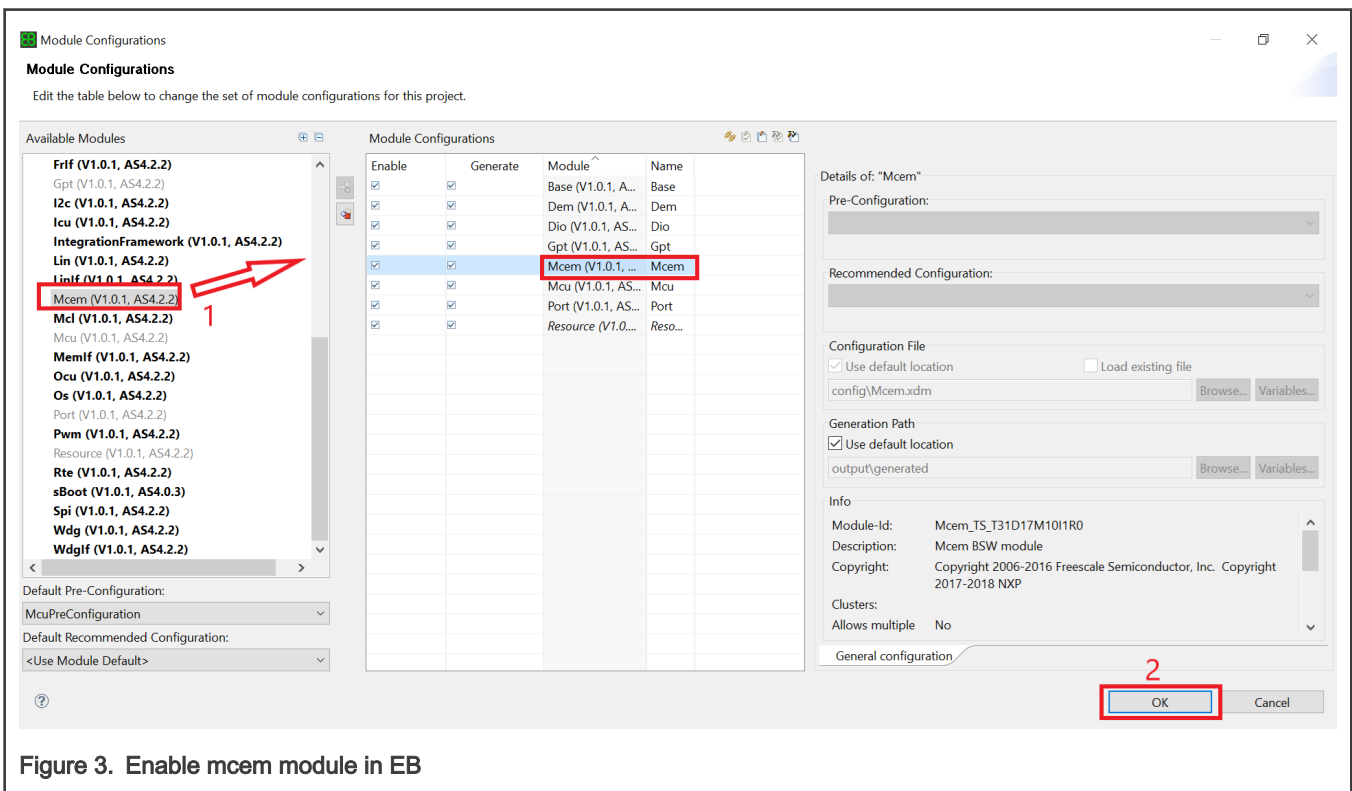 Module Configurations
Module Configurations
Edit the table below to change the set of module configurations for this project.
Available Modules
FrIf (V1.0.1, AS4.2.2)
Gpt (V1.0.1, AS4.2.2)
I2c (V1.0.1, AS4.2.2)
Icu (V1.0.1, AS4.2.2)
IntegrationFramework (V1.0.1, AS4.2.2)
Lin (V1.0.1, AS4.2.2)
LinIf (V1.0.1, AS4.2.2)
Mcem (V1.0.1, AS4.2.2)
1
Mcl (V1.0.1, AS4.2.2)
Mcu (V1.0.1, AS4.2.2)
MemIf (V1.0.1, AS4.2.2)
Ocu (V1.0.1, AS4.2.2)
Os (V1.0.1, AS4.2.2)
Port (V1.0.1, AS4.2.2)
Pwm (V1.0.1, AS4.2.2)
Resource (V1.0.1, AS4.2.2)
Rte (V1.0.1, AS4.2.2)
sBoot (V1.0.1, AS4.0.3)
Spi (V1.0.1, AS4.2.2)
Wdg (V1.0.1, AS4.2.2)
WdgIf (V1.0.1, AS4.2.2)
Default Pre-Configuration:
McuPreConfiguration
Default Recommended Configuration:
<Use Module Default>
Module Configurations
Enable Generate Module Name
Base (V1.0.1, A... Base
Dem (V1.0.1, A... Dem
Dio (V1.0.1, AS... Dio
Gpt (V1.0.1, AS... Gpt
Mcem (V1.0.1, ... Mcem
Mcu (V1.0.1, AS... Mcu
Port (V1.0.1, AS... Port
Resource (V1.0.... Reso...
Details of: "Mcem"
Pre-Configuration:
Recommended Configuration:
Configuration File
Use default location Load existing file
config\Mcem.xdm Browse... Variables...
Generation Path
Use default location
output\generated Browse... Variables...
Info
Module-Id: Mcem_TS_T31D17M10I1R0
Description: Mcem BSW module
Copyright: Copyright 2006-2016 Freescale Semiconductor, Inc. Copyright
2017-2018 NXP
Clusters:
Allows multiple No
General configuration
2
OK Cancel
Figure 3. Enable mcem module in EB